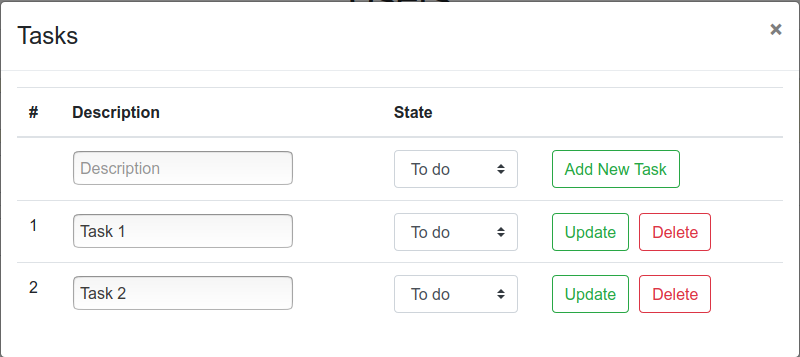 Tasks ×
# Description State
Description To do Add New Task
1 Task 1 To do Update Delete
2 Task 2 To do Update Delete